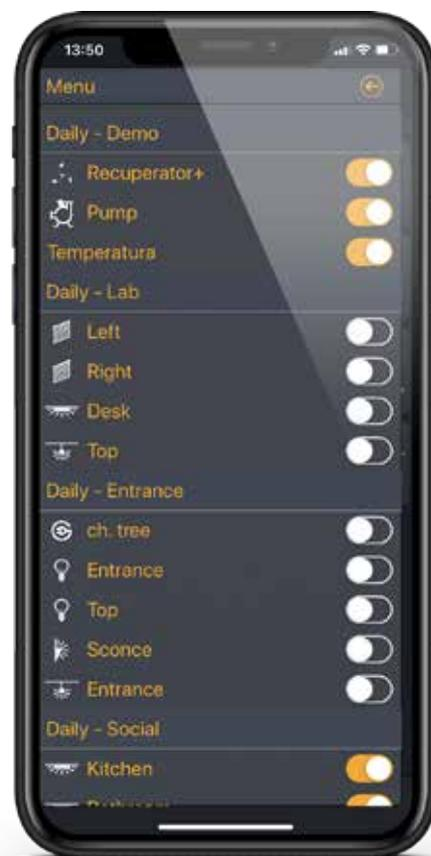 13:50
Menu
Daily - Demo
Recuperator+
Pump
Temperatura
Daily - Lab
Left
Right
Desk
Top
Daily - Entrance
ch. tree
Entrance
Top
Sconce
Entrance
Daily - Social
Kitchen